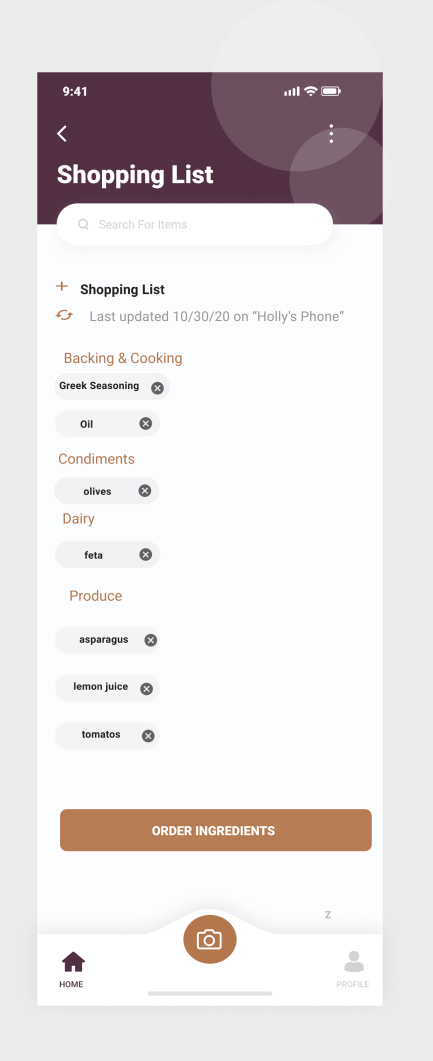 9:41
Shopping List
Search For Items
Shopping List
Last updated 10/30/20 on “Holly’s Phone”
Backing & Cooking
Greek Seasoning
Oil
Condiments
olives
Dairy
feta
Produce
asparagus
lemon juice
tomatos
ORDER INGREDIENTS
Z
HOME
PROFILE